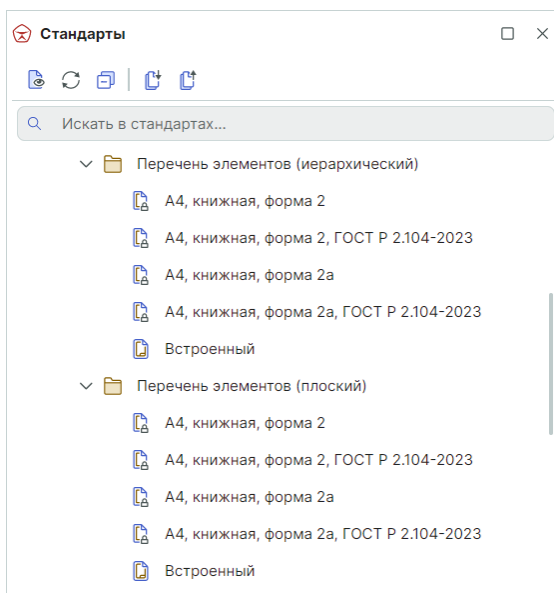 Стандарты
Искать в стандартах...
Перечень элементов (иерархический)
А4, книжная, форма 2
А4, книжная, форма 2, ГОСТ Р 2.104-2023
А4, книжная, форма 2а
А4, книжная, форма 2а, ГОСТ Р 2.104-2023
Встроенный
Перечень элементов (плоский)
А4, книжная, форма 2
А4, книжная, форма 2, ГОСТ Р 2.104-2023
А4, книжная, форма 2а
А4, книжная, форма 2а, ГОСТ Р 2.104-2023
Встроенный